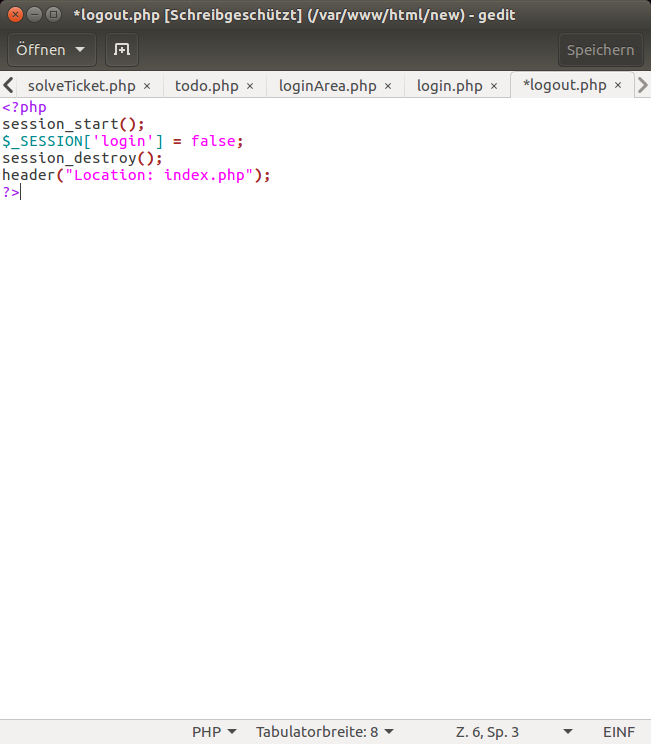 *logout.php [Schreibgeschützt] (/var/www/html/new) - gedit
Öffnen
Speichern
solveTicket.php × todo.php × loginArea.php × login.php × *logout.php ×
<?php
session_start();
$_SESSION['login'] = false;
session_destroy();
header("Location: index.php");
?>
PHP Tabulatorbreite: 8 Z. 6, Sp. 3 EINF